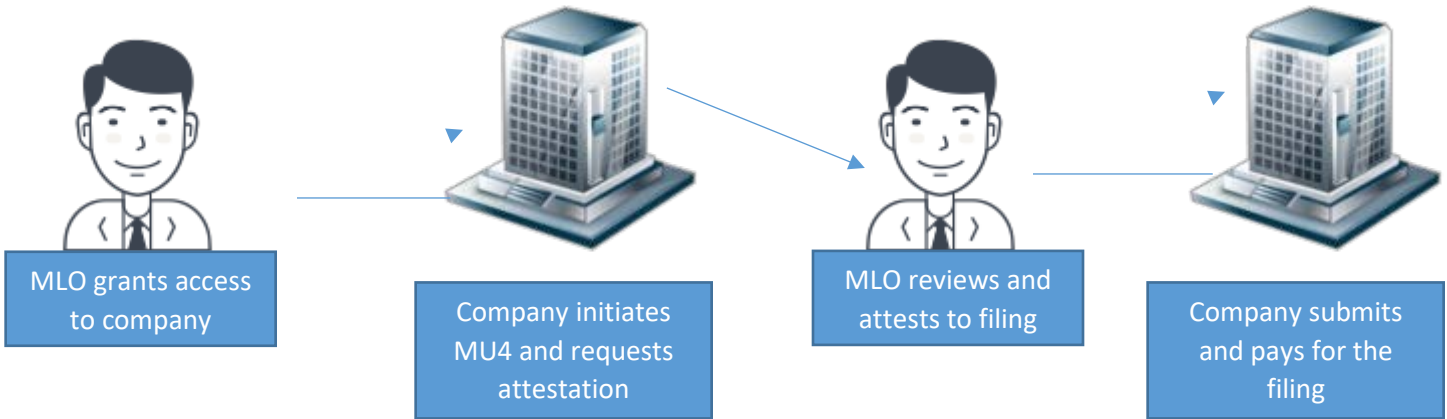 MLO grants access
to company
Company initiates
MU4 and requests
attestation
MLO reviews and
attests to filing
Company submits
and pays for the
filing